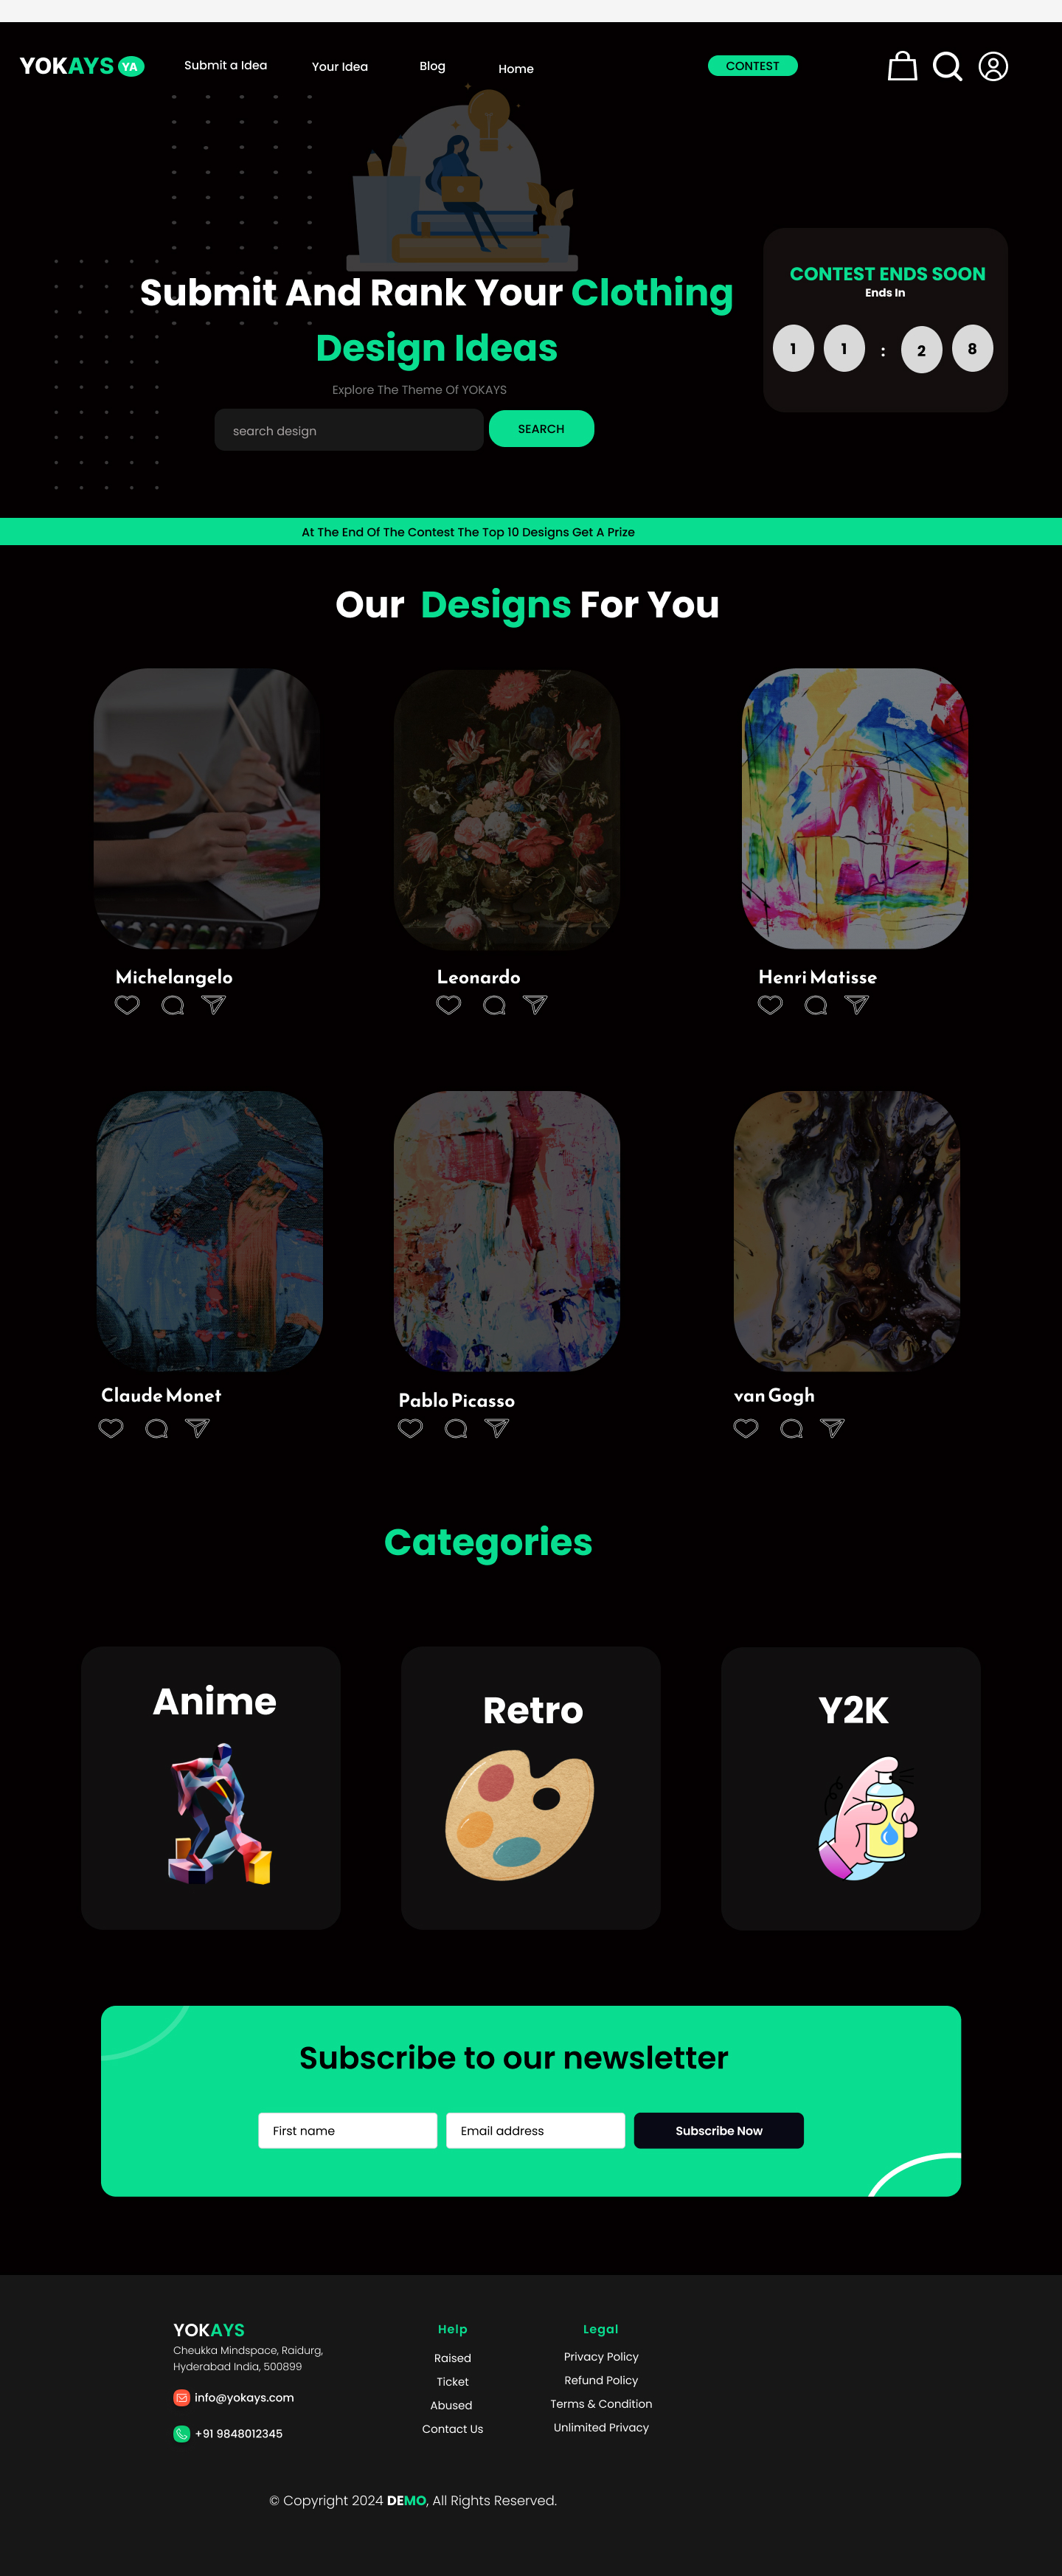 YOKAYS YA
Submit a Idea
Your Idea
Blog
Home
CONTEST
Submit And Rank Your Clothing
Design Ideas
Explore The Theme Of YOKAYS
search design
SEARCH
CONTEST ENDS SOON
Ends In
1 1 : 2 8
At The End Of The Contest The Top 10 Designs Get A Prize
Our Designs For You
Michelangelo
Leonardo
Henri Matisse
Claude Monet
Pablo Picasso
van Gogh
Categories
Anime
Retro
Y2K
Subscribe to our newsletter
First name
Email address
Subscribe Now
YOKAYS
Cheukka Mindspace, Raidurg,
Hyderabad India, 500899
info@yokays.com
+91 9848012345
Help
Raised
Ticket
Abused
Contact Us
Legal
Privacy Policy
Refund Policy
Terms & Condition
Unlimited Privacy
© Copyright 2024 DEMO, All Rights Reserved.